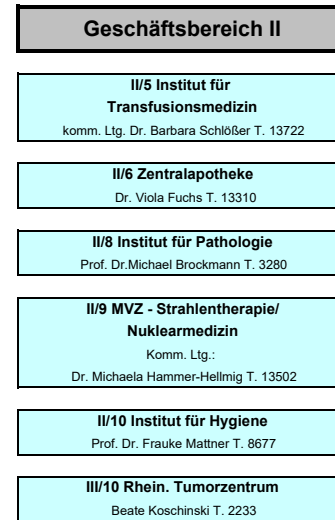 Geschäftsbereich II
II/5 Institut für
Transfusionsmedizin
komm. Ltg. Dr. Barbara Schlößer T. 13722
II/6 Zentralapotheke
Dr. Viola Fuchs T. 13310
II/8 Institut für Pathologie
Prof. Dr.Michael Brockmann T. 3280
II/9 MVZ - Strahlentherapie/
Nuklearmedizin
Komm. Ltg.:
Dr. Michaela Hammer-Hellmig T. 13502
II/10 Institut für Hygiene
Prof. Dr. Frauke Mattner T. 8677
III/10 Rhein. Tumorzentrum
Beate Koschinski T. 2233